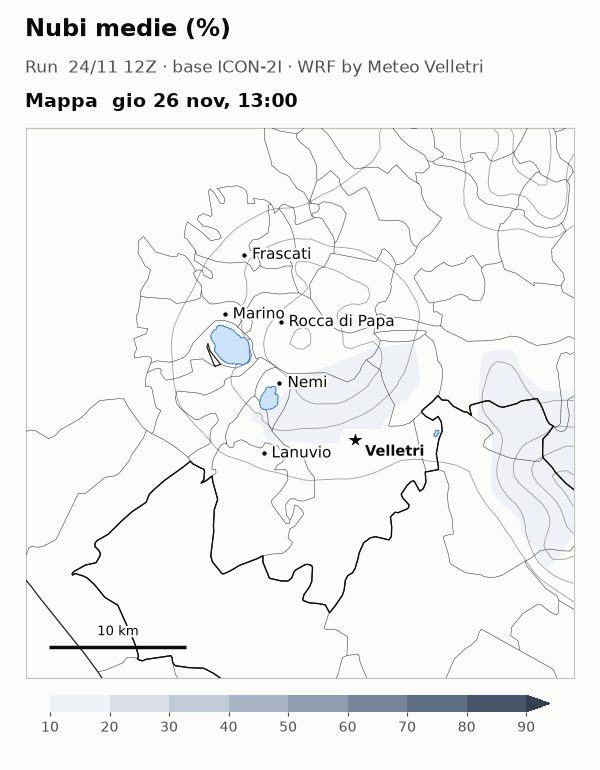 Nubi medie (%)
Run  24/11 12Z · base ICON-2I · WRF by Meteo Velletri
Mappa  gio 26 nov, 13:00
Frascati
Marino
Rocca di Papa
Nemi
Velletri
Lanuvio
10 km
10 20 30 40 50 60 70 80 90